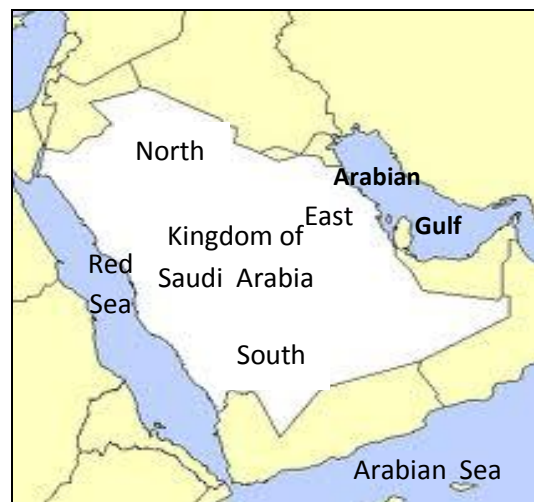 North
Arabian
East
Gulf
Kingdom of
Red
Sea
Saudi Arabia
South
Arabian Sea